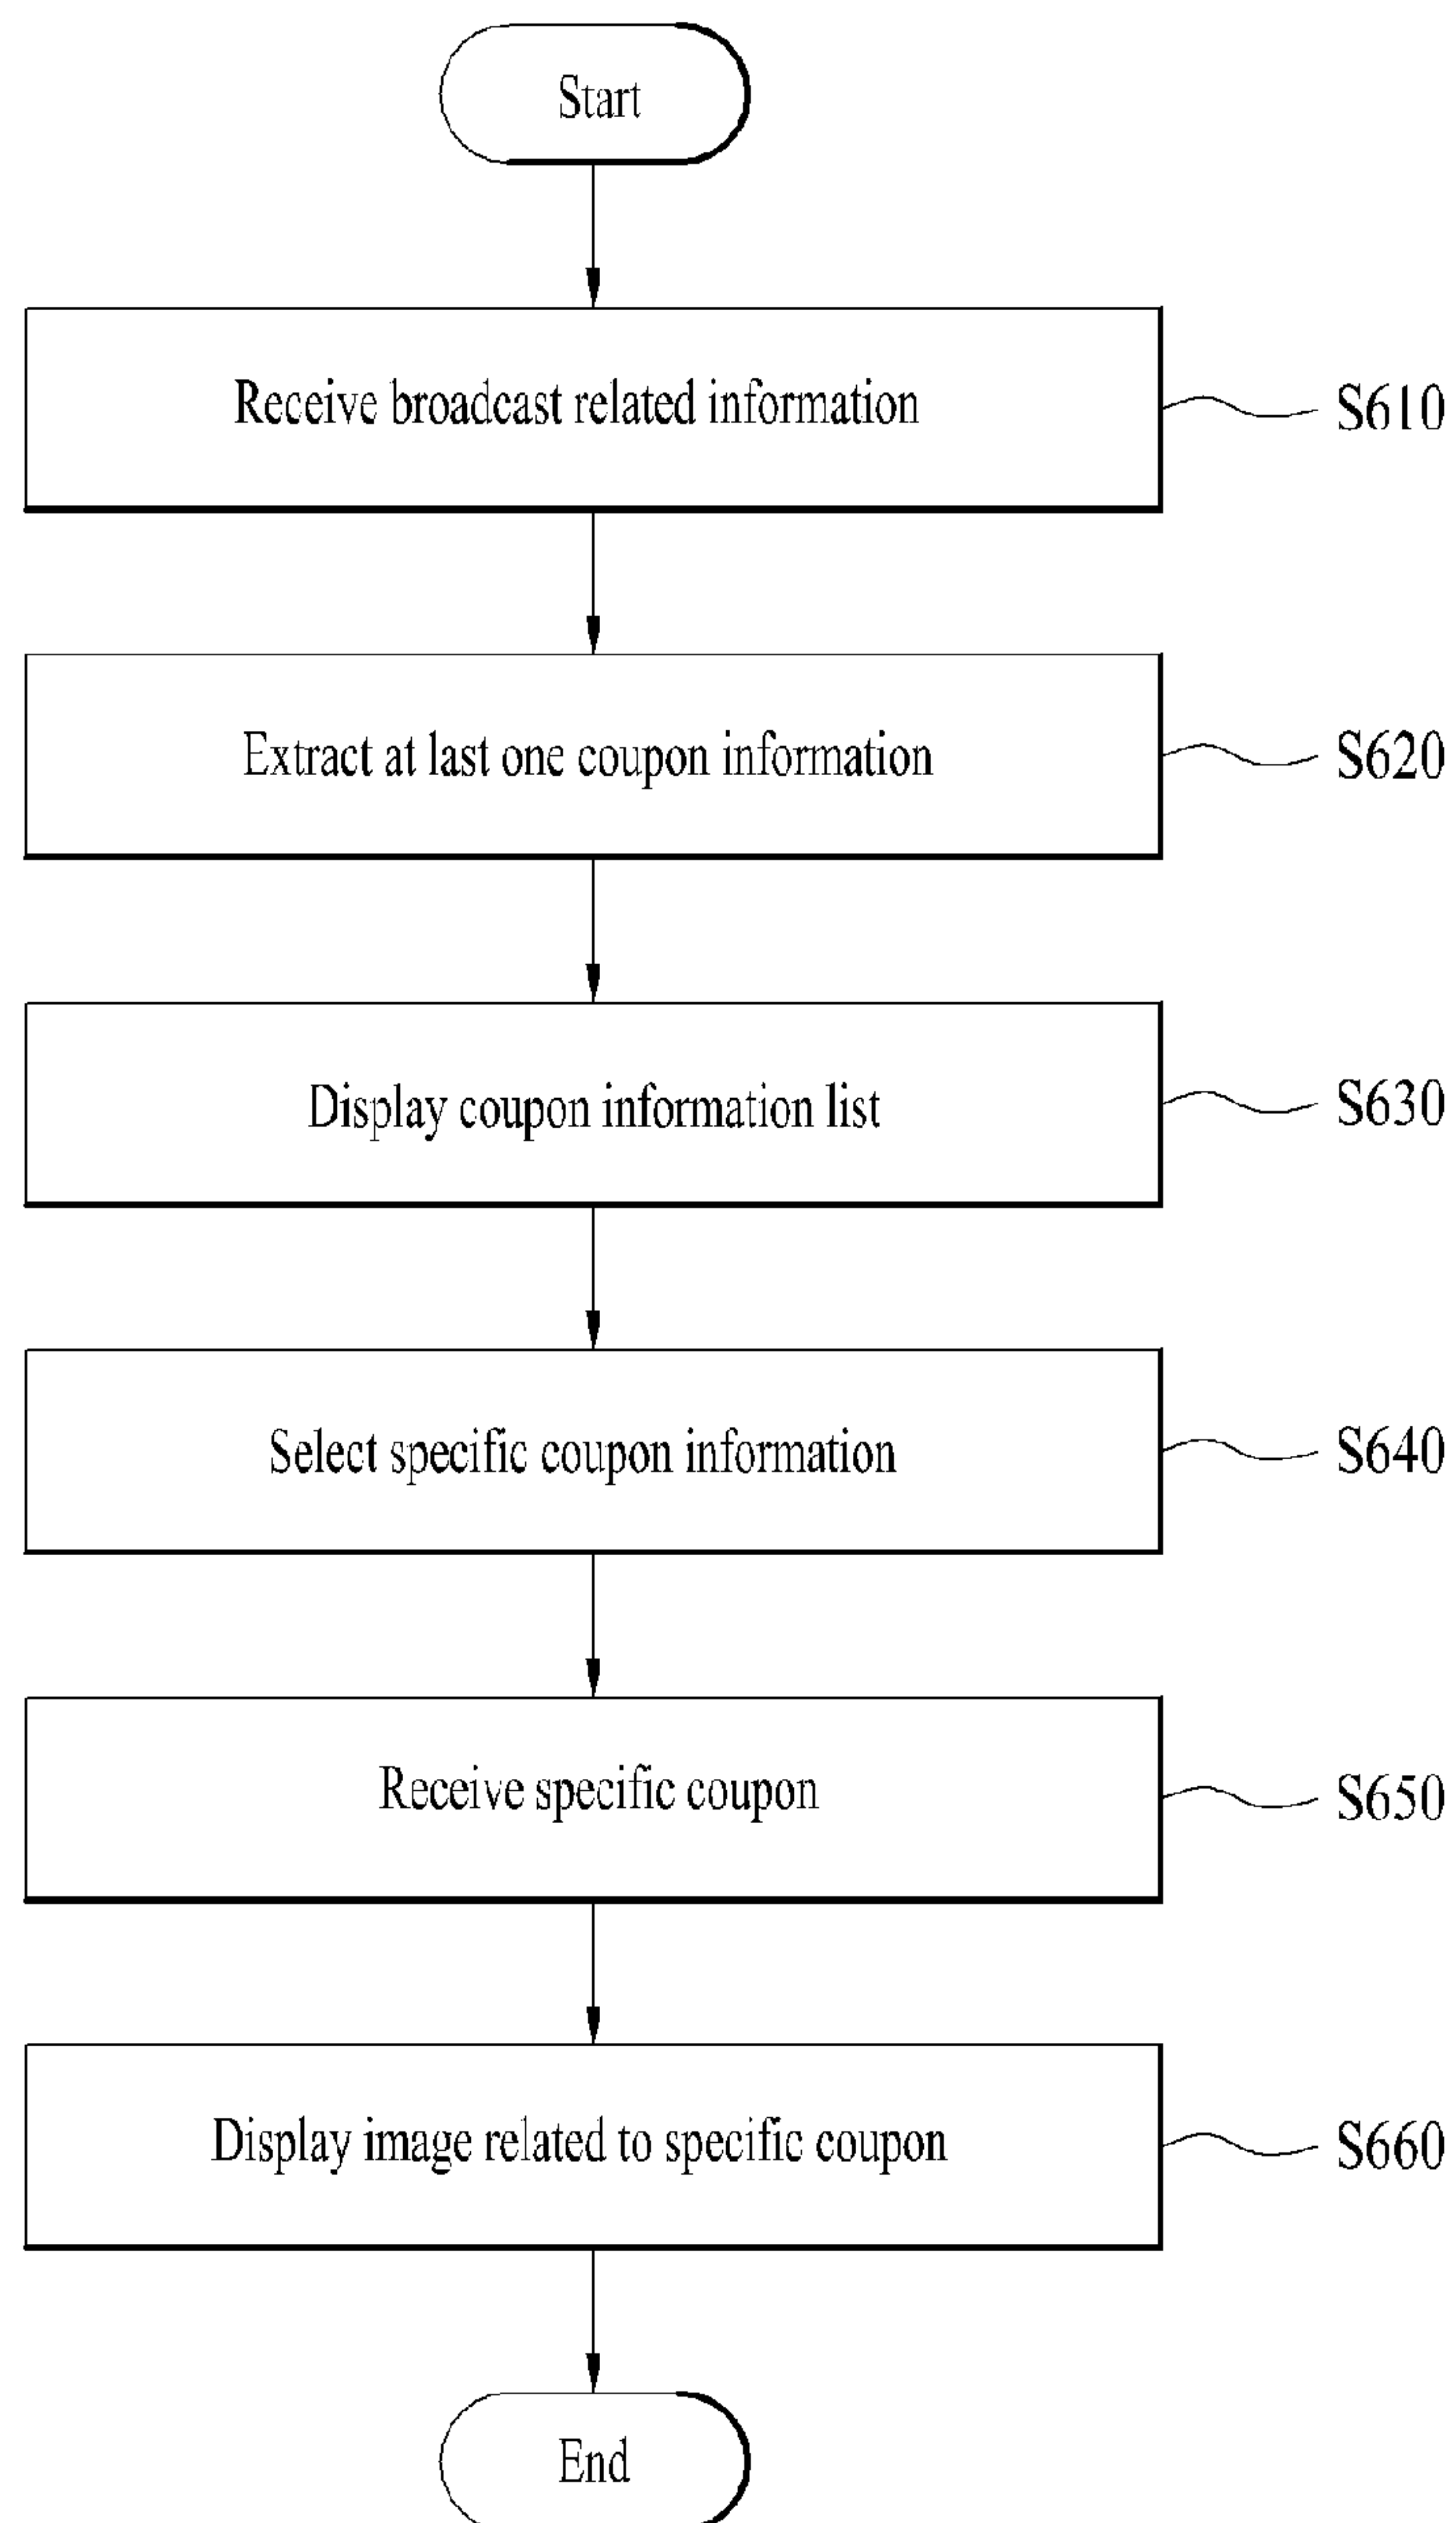 Start
Receive broadcast related information
S610
Extract at last one coupon information
S620
Display coupon information list
S630
Select specific coupon information
S640
Receive specific coupon
S650
Display image related to specific coupon
S660
End